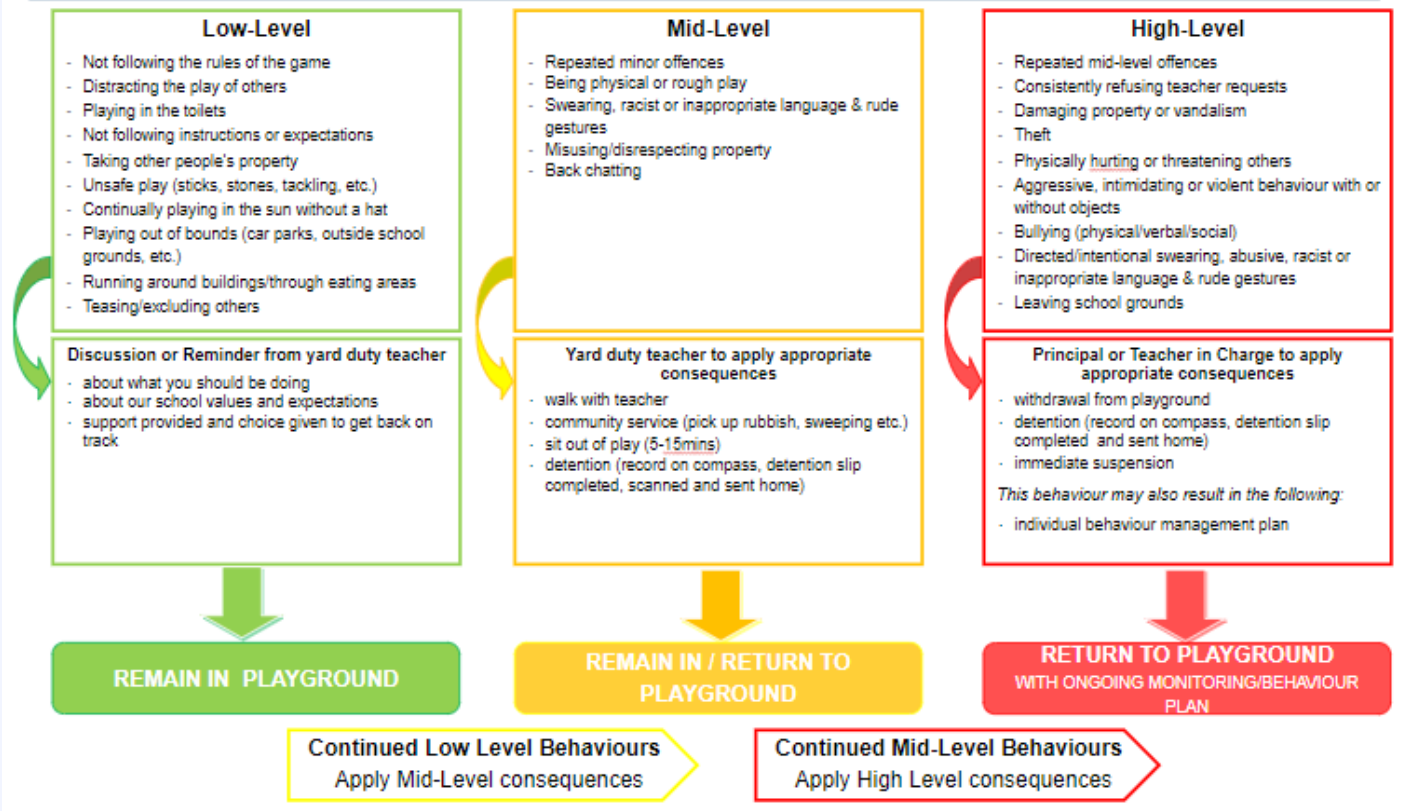 Low-Level
- Not following the rules of the game
- Distracting the play of others
- Playing in the toilets
- Not following instructions or expectations
- Taking other people's property
- Unsafe play (sticks, stones, tackling, etc.)
- Continually playing in the sun without a hat
- Playing out of bounds (car parks, outside school
grounds, etc.)
- Running around buildings/through eating areas
- Teasing/excluding others
Discussion or Reminder from yard duty teacher
- about what you should be doing
- about our school values and expectations
- support provided and choice given to get back on
track
REMAIN IN PLAYGROUND
Mid-Level
- Repeated minor offences
- Being physical or rough play
- Swearing, racist or inappropriate language & rude
gestures
- Misusing/disrespecting property
- Back chatting
Yard duty teacher to apply appropriate
consequences
- walk with teacher
- community service (pick up rubbish, sweeping etc.)
- sit out of play (5-15mins)
- detention (record on compass, detention slip
completed, scanned and sent home)
REMAIN IN / RETURN TO
PLAYGROUND
High-Level
- Repeated mid-level offences
- Consistently refusing teacher requests
- Damaging property or vandalism
- Theft
- Physically hurting or threatening others
- Aggressive, intimidating or violent behaviour with or
without objects
- Bullying (physical/verbal/social)
- Directed/intentional swearing, abusive, racist or
inappropriate language & rude gestures
- Leaving school grounds
Principal or Teacher in Charge to apply
appropriate consequences
- withdrawal from playground
- detention (record on compass, detention slip
completed and sent home)
- immediate suspension
This behaviour may also result in the following:
- individual behaviour management plan
RETURN TO PLAYGROUND
WITH ONGOING MONITORING/BEHAVIOUR
PLAN
Continued Low Level Behaviours
Apply Mid-Level consequences
Continued Mid-Level Behaviours
Apply High Level consequences